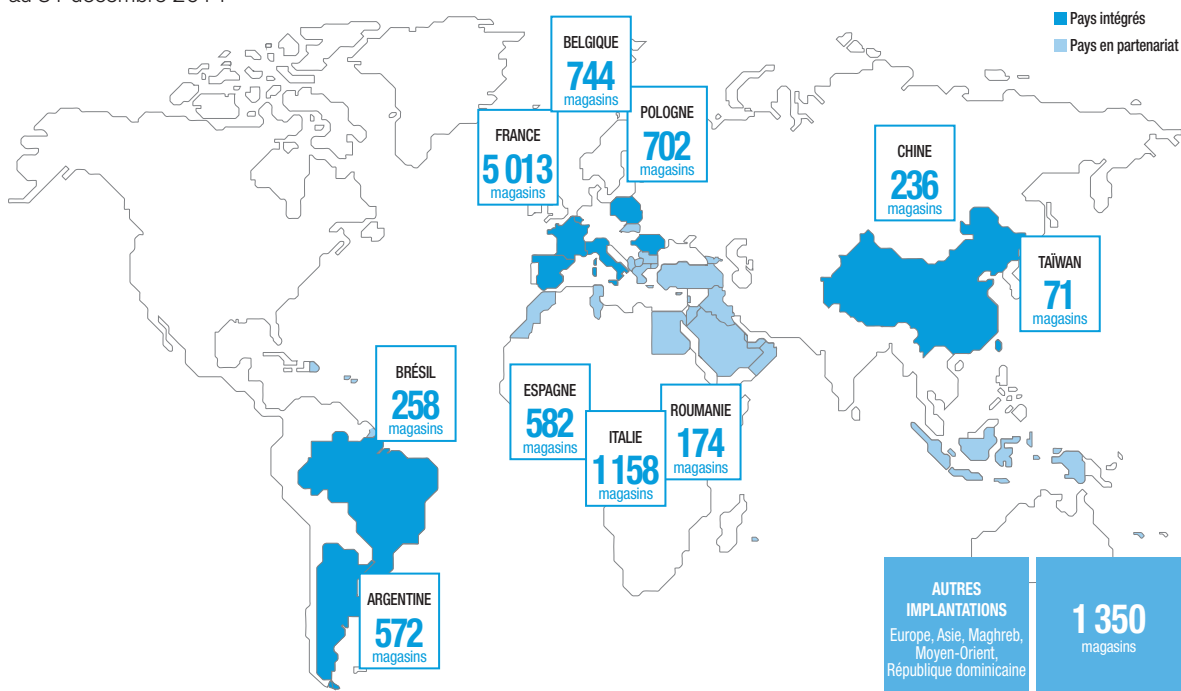 Pays intégrés
Pays en partenariat
BELGIQUE
744
magasins
POLOGNE
702
magasins
FRANCE
5 013
magasins
CHINE
236
magasins
TAÏWAN
71
magasins
BRÉSIL
258
magasins
ESPAGNE
582
magasins
ITALIE
1 158
magasins
ROUMANIE
174
magasins
ARGENTINE
572
magasins
AUTRES
IMPLANTATIONS
Europe, Asie, Maghreb,
Moyen-Orient,
République dominicaine
1 350
magasins